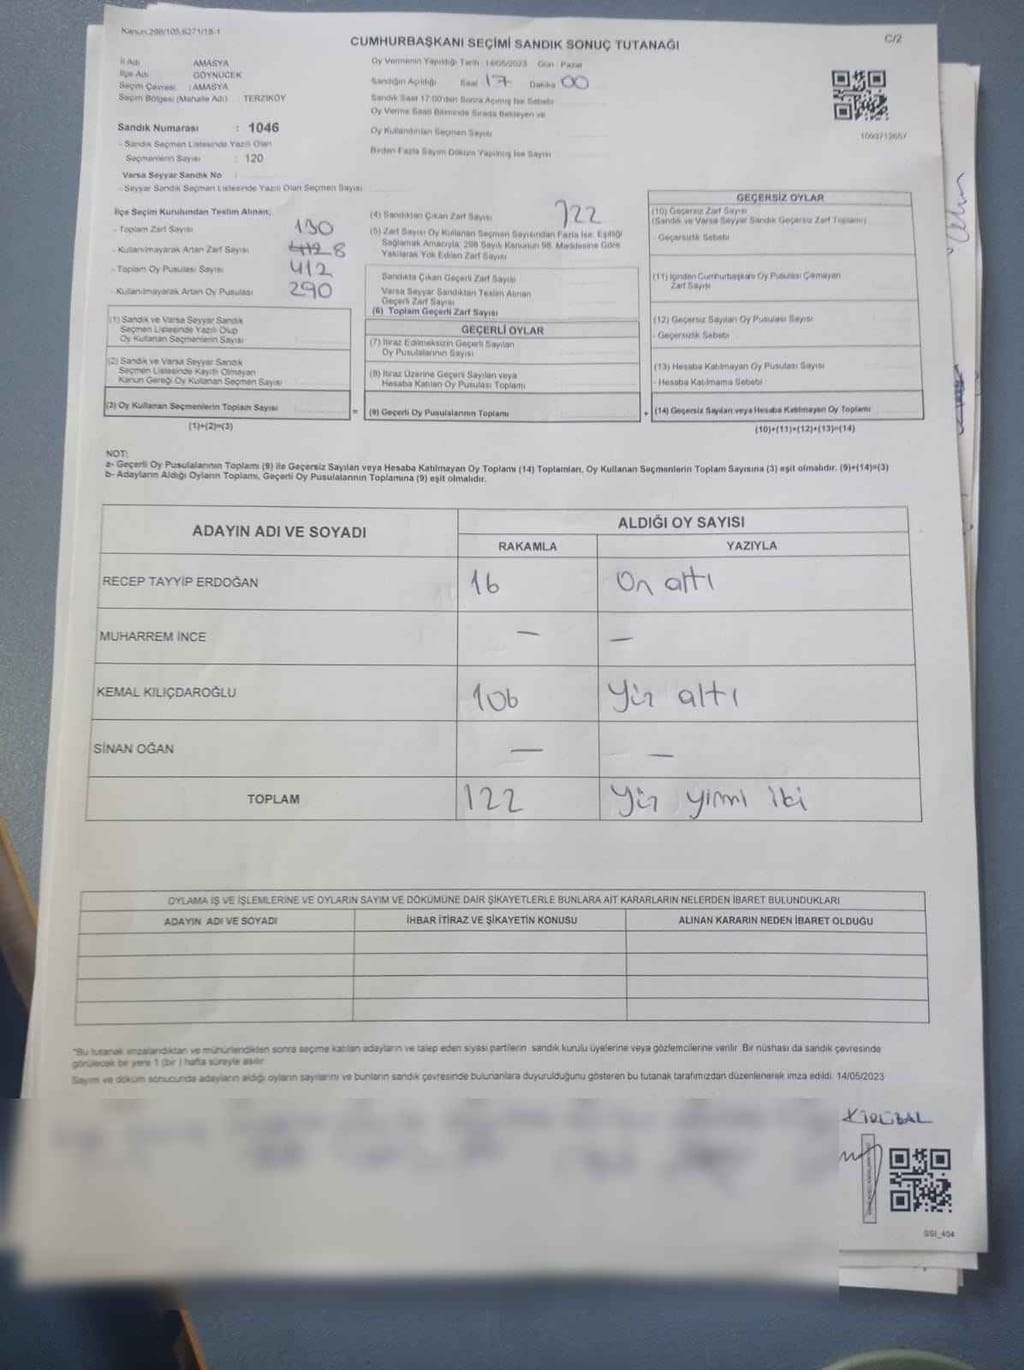 Kanun 298/105,6271/18-1
CUMHURBAŞKANI SEÇİMİ SANDIK SONUÇ TUTANAĞI
C/2
İl Adı AMASYA
İlçe Adı GÖYNÜCEK
Seçim Çevresi : AMASYA
Seçim Bölgesi (Mahalle Adı) : TERZİKÖY
Oy Vermenin Yapıldığı Tarih : 14/05/2023 Gün : Pazar
Sandığın Açıldığı Saat 17 Dakika 00
Sandık Saat 17.00'den Sonra Açılmış İse Sebebi
Oy Verme Saati Bitiminde Sırada Bekleyen ve
Oy Kullandırılan Seçmen Sayısı
Birden Fazla Sayım Döküm Yapılmış İse Sayısı
Sandık Numarası : 1046
- Sandık Seçmen Listesinde Yazılı Olan
Seçmenlerin Sayısı : 120
Varsa Seyyar Sandık No :
- Seyyar Sandık Seçmen Listesinde Yazılı Olan Seçmen Sayısı
İlçe Seçim Kurulundan Teslim Alınan;
- Toplam Zarf Sayısı 130
- Kullanılmayarak Artan Zarf Sayısı 8
- Toplam Oy Pusulası Sayısı 412
- Kullanılmayarak Artan Oy Pusulası 290
(1) Sandık ve Varsa Seyyar Sandık
Seçmen Listesinde Yazılı Olup
Oy Kullanan Seçmenlerin Sayısı
(2) Sandık ve Varsa Seyyar Sandık
Seçmen Listesinde Kayıtlı Olmayan
Kanun Gereği Oy Kullanan Seçmen Sayısı
(3) Oy Kullanan Seçmenlerin Toplam Sayısı
(1)+(2)=(3)
(4) Sandıktan Çıkan Zarf Sayısı 122
(5) Zarf Sayısı Oy Kullanan Seçmen Sayısından Fazla İse, Eşitliği
Sağlamak Amacıyla, 298 Sayılı Kanunun 98. Maddesine Göre
Yakılarak Yok Edilen Zarf Sayısı
Sandıkta Çıkan Geçerli Zarf Sayısı
Varsa Seyyar Sandıktan Teslim Alınan
Geçerli Zarf Sayısı
(6) Toplam Geçerli Zarf Sayısı
GEÇERLİ OYLAR
(7) İtiraz Edilmeksizin Geçerli Sayılan
Oy Pusulalarının Sayısı
(8) İtiraz Üzerine Geçerli Sayılan veya
Hesaba Katılan Oy Pusulası Toplamı
= (9) Geçerli Oy Pusulalarının Toplamı
GEÇERSİZ OYLAR
(10) Geçersiz Zarf Sayısı
(Sandık ve Varsa Seyyar Sandık Geçersiz Zarf Toplamı)
- Geçersizlik Sebebi
(11) İçinden Cumhurbaşkanı Oy Pusulası Çıkmayan
Zarf Sayısı
(12) Geçersiz Sayılan Oy Pusulası Sayısı
- Geçersizlik Sebebi
(13) Hesaba Katılmayan Oy Pusulası Sayısı
- Hesaba Katılmama Sebebi
+ (14) Geçersiz Sayılan veya Hesaba Katılmayan Oy Toplamı
(10)+(11)+(12)+(13)=(14)
NOT:
a- Geçerli Oy Pusulalarının Toplamı (9) ile Geçersiz Sayılan veya Hesaba Katılmayan Oy Toplamı (14) Toplamları, Oy Kullanan Seçmenlerin Toplam Sayısına (3) eşit olmalıdır. (9)+(14)=(3)
b- Adayların Aldığı Oyların Toplamı, Geçerli Oy Pusulalarının Toplamına (9) eşit olmalıdır.
ADAYIN ADI VE SOYADI
ALDIĞI OY SAYISI
RAKAMLA YAZIYLA
RECEP TAYYİP ERDOĞAN 16 On altı
MUHARREM İNCE — —
KEMAL KILIÇDAROĞLU 106 Yüz altı
SİNAN OĞAN — —
TOPLAM 122 Yüz yirmi iki
OYLAMA İŞ VE İŞLEMLERİNE VE OYLARIN SAYIM VE DÖKÜMÜNE DAİR ŞİKAYETLERLE BUNLARA AİT KARARLARIN NELERDEN İBARET BULUNDUKLARI
ADAYIN ADI VE SOYADI İHBAR İTİRAZ VE ŞİKAYETİN KONUSU ALINAN KARARIN NEDEN İBARET OLDUĞU
*Bu tutanak imzalandıktan ve mühürlendikten sonra seçime katılan adayların ve talep eden siyasi partilerin sandık kurulu üyelerine veya gözlemcilerine verilir. Bir nüshası da sandık çevresinde
görülecek bir yere 1 (bir ) hafta süreyle asılır.
Sayım ve döküm sonucunda adayların aldığı oyların sayılarını ve bunların sandık çevresinde bulunanlara duyurulduğunu gösteren bu tutanak tarafımızdan düzenlenerek imza edildi. 14/05/2023
SSI_404